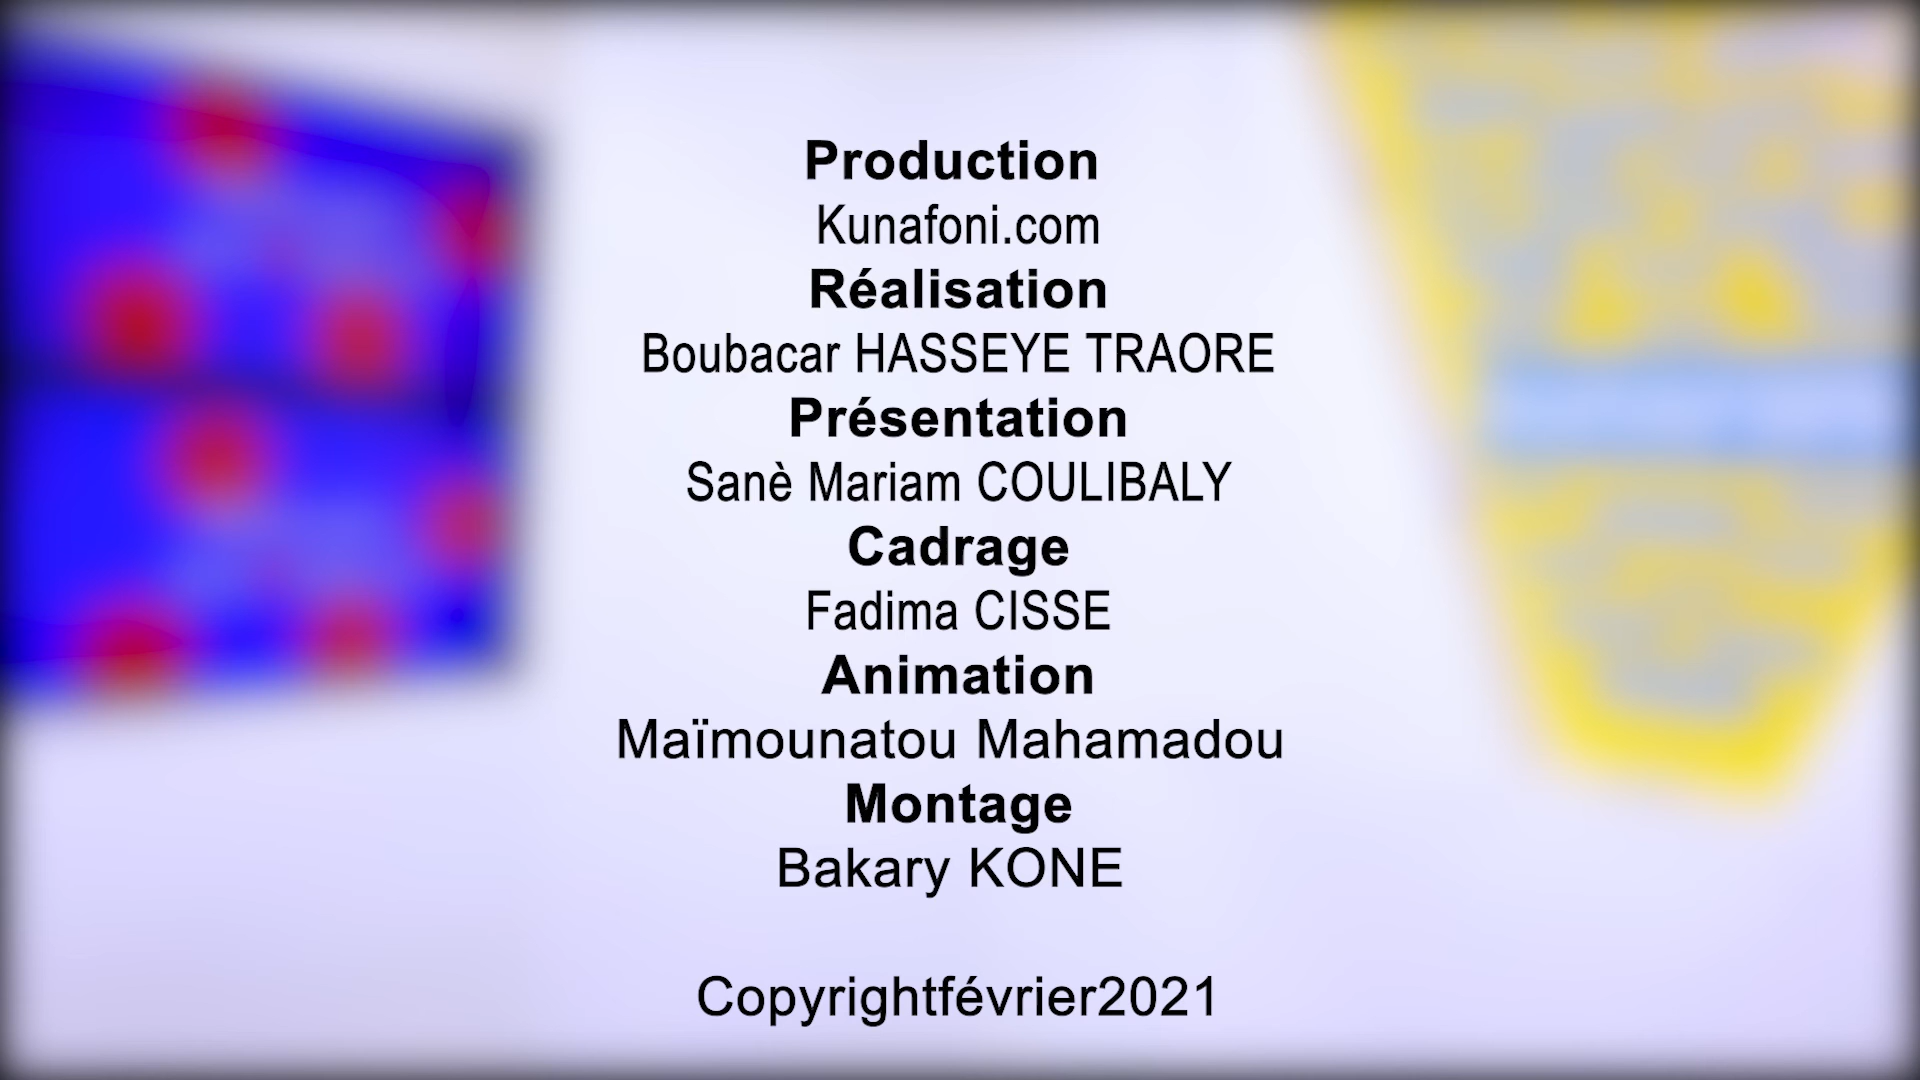 Production
Kunafoni.com
Réalisation
Boubacar HASSEYE TRAORE
Présentation
Sanè Mariam COULIBALY
Cadrage
Fadima CISSE
Animation
Maïmounatou Mahamadou
Montage
Bakary KONE
Copyrightfévrier2021